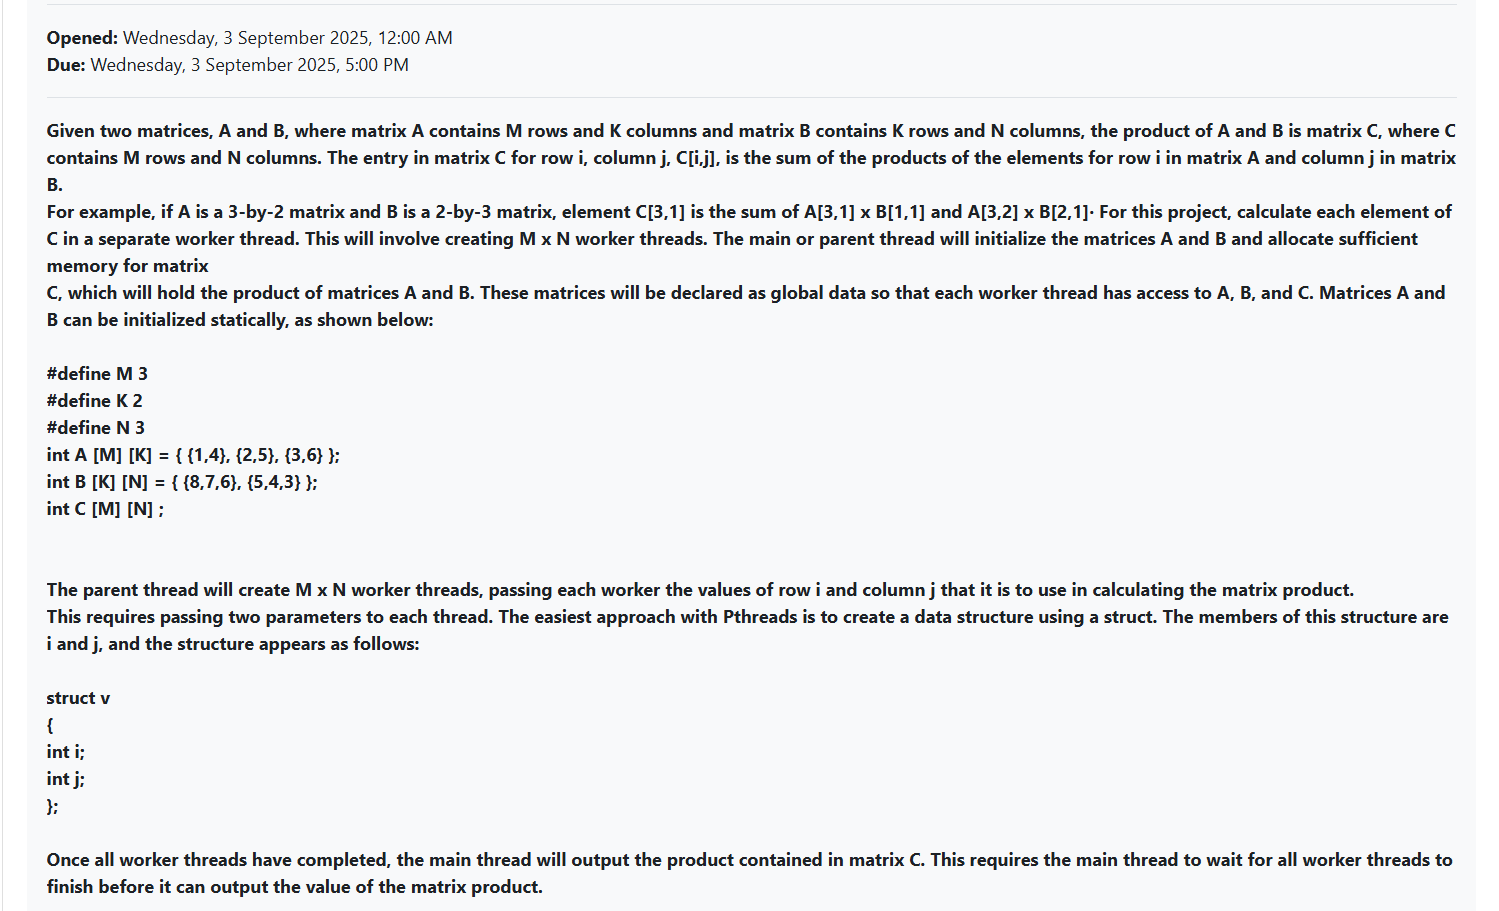 Opened: Wednesday, 3 September 2025, 12:00 AM
Due: Wednesday, 3 September 2025, 5:00 PM
Given two matrices, A and B, where matrix A contains M rows and K columns and matrix B contains K rows and N columns, the product of A and B is matrix C, where C
contains M rows and N columns. The entry in matrix C for row i, column j, C[i,j], is the sum of the products of the elements for row i in matrix A and column j in matrix
B.
For example, if A is a 3-by-2 matrix and B is a 2-by-3 matrix, element C[3,1] is the sum of A[3,1] x B[1,1] and A[3,2] x B[2,1]· For this project, calculate each element of
C in a separate worker thread. This will involve creating M x N worker threads. The main or parent thread will initialize the matrices A and B and allocate sufficient
memory for matrix
C, which will hold the product of matrices A and B. These matrices will be declared as global data so that each worker thread has access to A, B, and C. Matrices A and
B can be initialized statically, as shown below:
#define M 3
#define K 2
#define N 3
int A [M] [K] = { {1,4}, {2,5}, {3,6} };
int B [K] [N] = { {8,7,6}, {5,4,3} };
int C [M] [N] ;
The parent thread will create M x N worker threads, passing each worker the values of row i and column j that it is to use in calculating the matrix product.
This requires passing two parameters to each thread. The easiest approach with Pthreads is to create a data structure using a struct. The members of this structure are
i and j, and the structure appears as follows:
struct v
{
int i;
int j;
};
Once all worker threads have completed, the main thread will output the product contained in matrix C. This requires the main thread to wait for all worker threads to
finish before it can output the value of the matrix product.